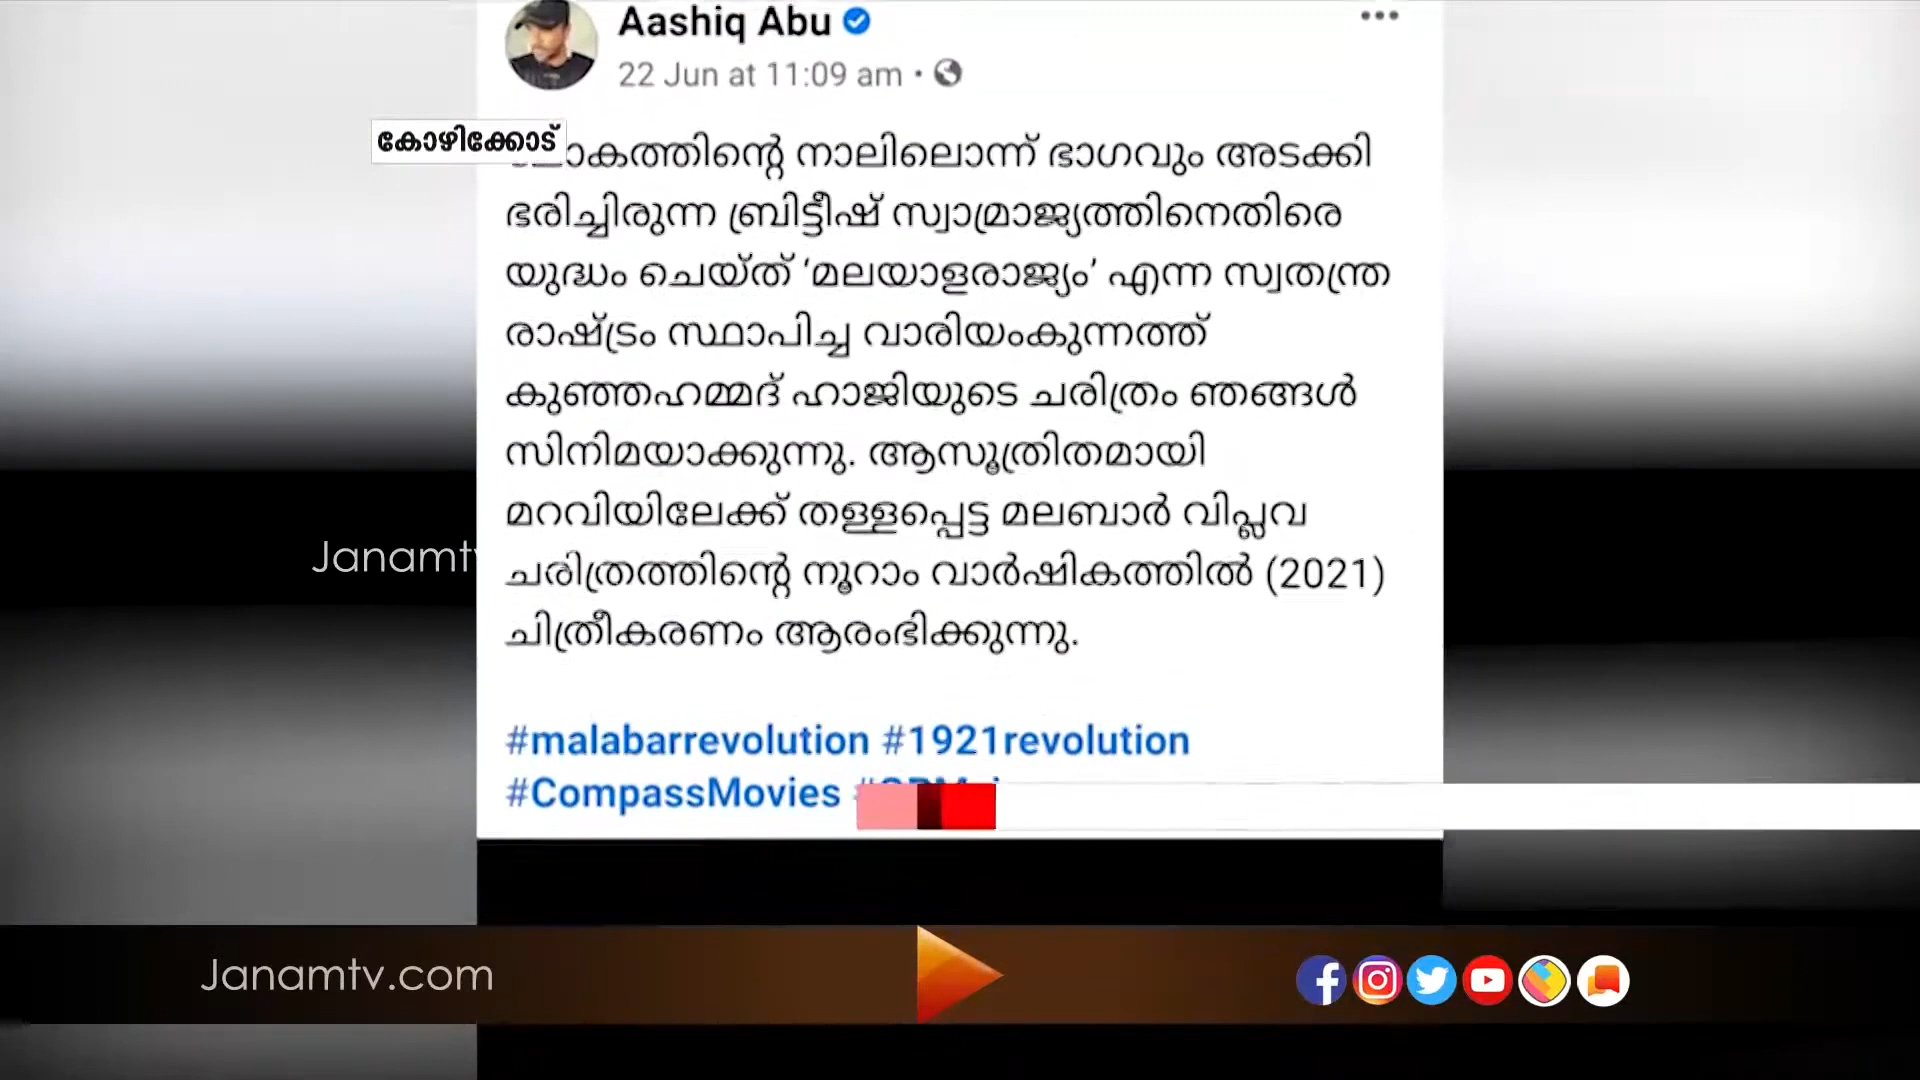 Aashiq Abu
22 Jun at 11:09 am
കോഴിക്കോട്
നാലിലൊന്ന് ഭാഗവും അടക്കി
ഭരിച്ചിരുന്ന ബ്രിട്ടീഷ് സ്വാമ്രാജ്യത്തിനെതിരെ
യുദ്ധം ചെയ്ത് ‘മലയാളരാജ്യം’ എന്ന സ്വതന്ത്ര
രാഷ്ട്രം സ്ഥാപിച്ച വാരിയംകുന്നത്ത്
കുഞ്ഞഹമ്മദ് ഹാജിയുടെ ചരിത്രം ഞങ്ങൾ
സിനിമയാക്കുന്നു. ആസൂത്രിതമായി
മറവിയിലേക്ക് തള്ളപ്പെട്ട മലബാർ വിപ്ലവ
ചരിത്രത്തിന്റെ നൂറാം വാർഷികത്തിൽ (2021)
ചിത്രീകരണം ആരംഭിക്കുന്നു.
#malabarrevolution #1921revolution
#CompassMovies
Janamtv
Janamtv.com